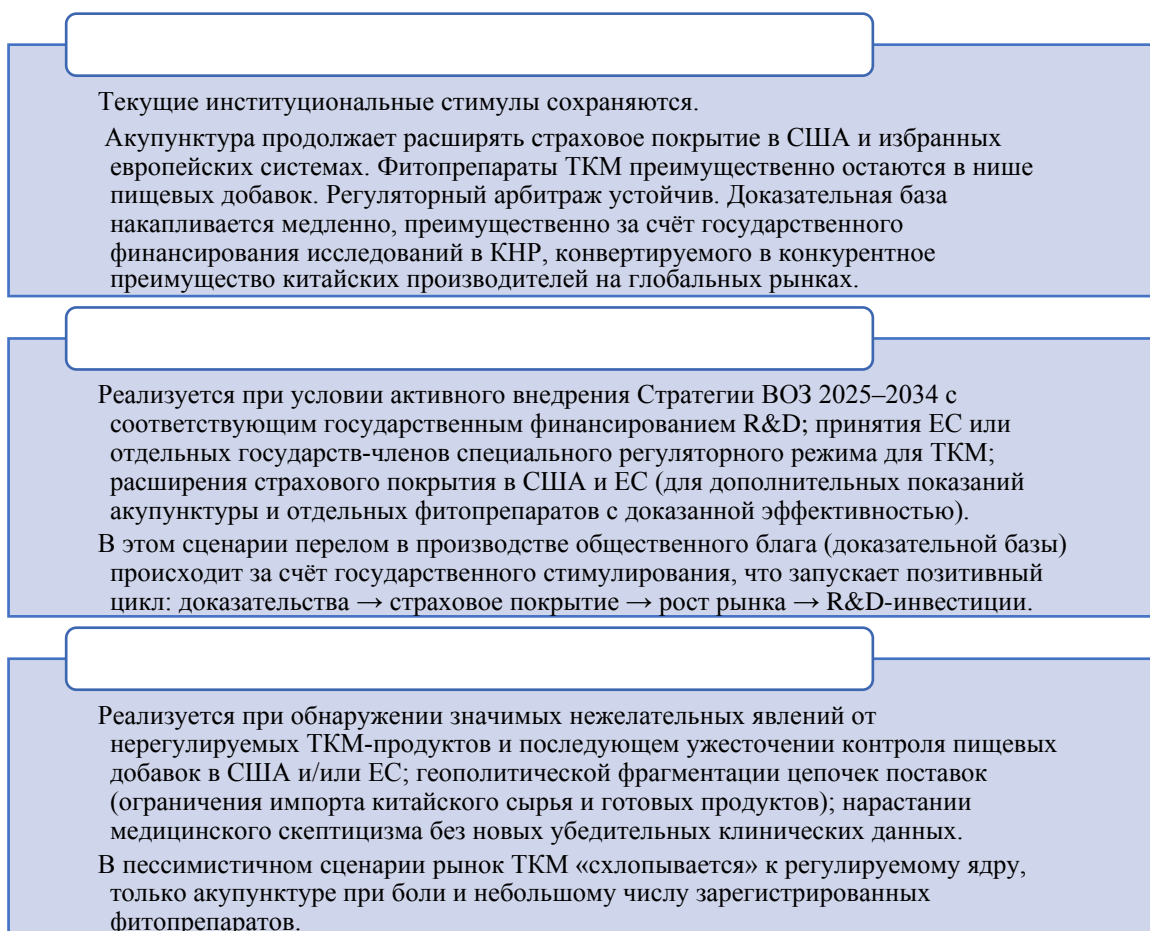 Текущие институциональные стимулы сохраняются.
Акупунктура продолжает расширять страховое покрытие в США и избранных
европейских системах. Фитопрепараты ТКМ преимущественно остаются в нише
пищевых добавок. Регуляторный арбитраж устойчив. Доказательная база
накапливается медленно, преимущественно за счёт государственного
финансирования исследований в КНР, конвертируемого в конкурентное
преимущество китайских производителей на глобальных рынках.
Реализуется при условии активного внедрения Стратегии ВОЗ 2025–2034 с
соответствующим государственным финансированием R&D; принятия ЕС или
отдельных государств-членов специального регуляторного режима для ТКМ;
расширения страхового покрытия в США и ЕС (для дополнительных показаний
акупунктуры и отдельных фитопрепаратов с доказанной эффективностью).
В этом сценарии перелом в производстве общественного блага (доказательной базы)
происходит за счёт государственного стимулирования, что запускает позитивный
цикл: доказательства → страховое покрытие → рост рынка → R&D-инвестиции.
Реализуется при обнаружении значимых нежелательных явлений от
нерегулируемых ТКМ-продуктов и последующем ужесточении контроля пищевых
добавок в США и/или ЕС; геополитической фрагментации цепочек поставок
(ограничения импорта китайского сырья и готовых продуктов); нарастании
медицинского скептицизма без новых убедительных клинических данных.
В пессимистичном сценарии рынок ТКМ «схлопывается» к регулируемому ядру,
только акупунктуре при боли и небольшому числу зарегистрированных
фитопрепаратов.